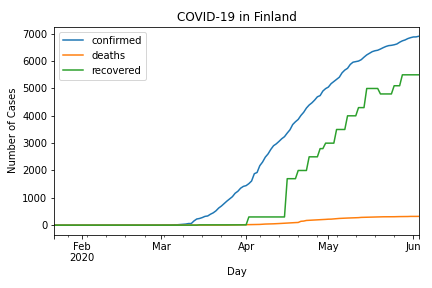 COVID-19 in Finland
confirmed
deaths
recovered
Number of Cases
7000
6000
5000
4000
3000
2000
1000
0
Feb
2020
Mar
Apr
May
Jun
Day